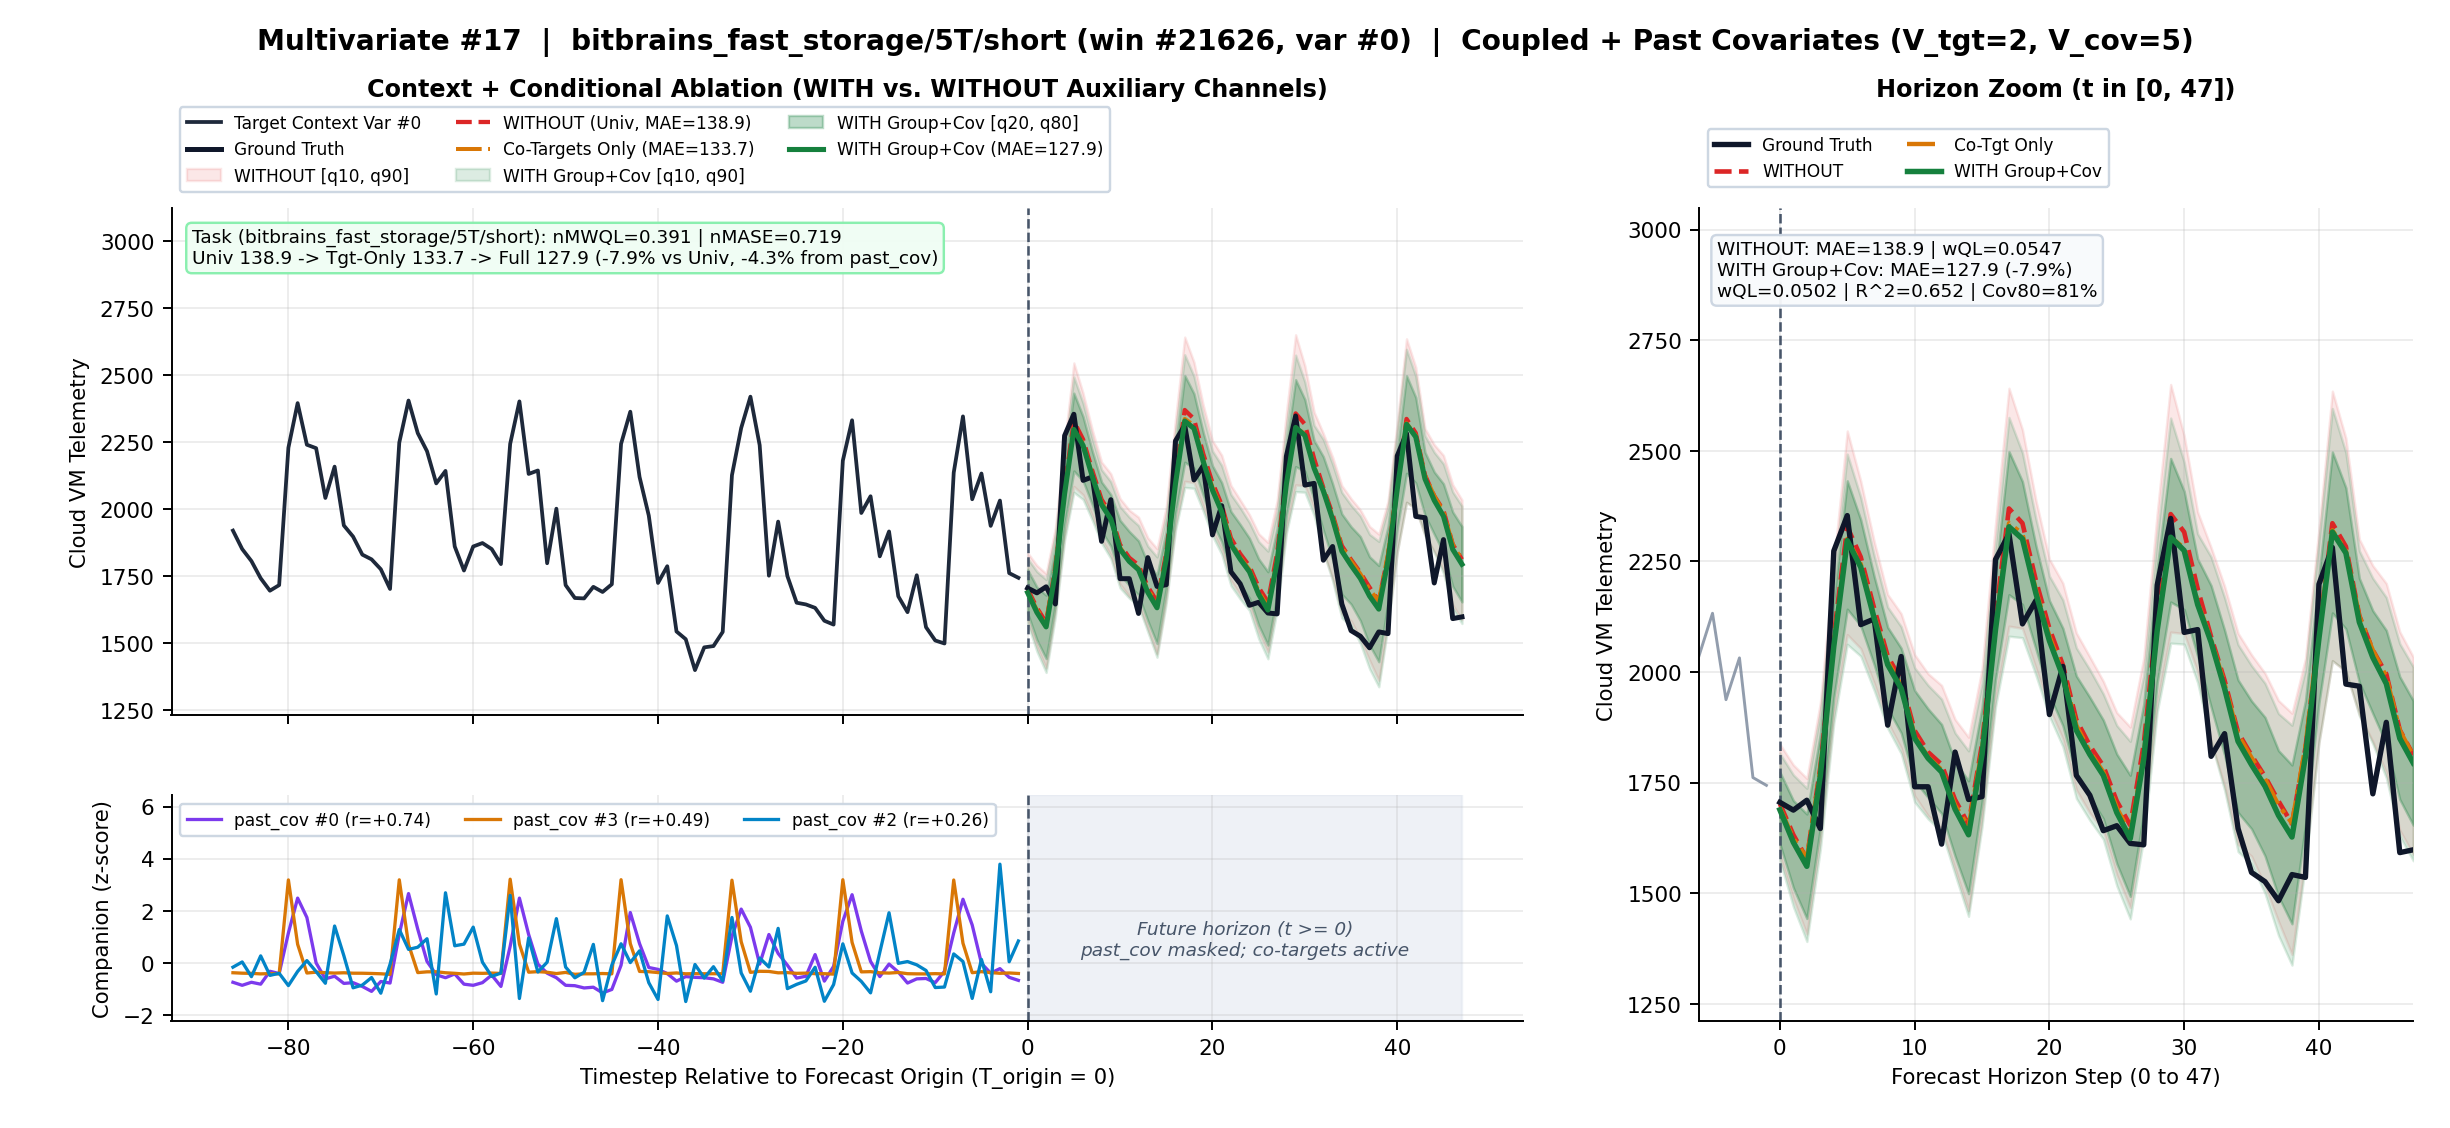 Multivariate #17 | bitbrains_fast_storage/5T/short (win #21626, var #0) | Coupled + Past Covariates (V_tgt=2, V_cov=5)
Context + Conditional Ablation (WITH vs. WITHOUT Auxiliary Channels)
Target Context Var #0
Ground Truth
WITHOUT [q10, q90]
WITHOUT (Univ, MAE=138.9)
Co-Targets Only (MAE=133.7)
WITH Group+Cov [q10, q90]
WITH Group+Cov [q20, q80]
WITH Group+Cov (MAE=127.9)
Task (bitbrains_fast_storage/5T/short): nMWQL=0.391 | nMASE=0.719
Univ 138.9 -> Tgt-Only 133.7 -> Full 127.9 (-7.9% vs Univ, -4.3% from past_cov)
Cloud VM Telemetry
3000
2750
2500
2250
2000
1750
1500
1250
past_cov #0 (r=+0.74)
past_cov #3 (r=+0.49)
past_cov #2 (r=+0.26)
Future horizon (t >= 0)
past_cov masked; co-targets active
Companion (z-score)
6
4
2
0
−2
−80
−60
−40
−20
0
20
40
Timestep Relative to Forecast Origin (T_origin = 0)
Horizon Zoom (t in [0, 47])
Ground Truth
WITHOUT
Co-Tgt Only
WITH Group+Cov
WITHOUT: MAE=138.9 | wQL=0.0547
WITH Group+Cov: MAE=127.9 (-7.9%)
wQL=0.0502 | R^2=0.652 | Cov80=81%
Cloud VM Telemetry
3000
2750
2500
2250
2000
1750
1500
1250
0
10
20
30
40
Forecast Horizon Step (0 to 47)